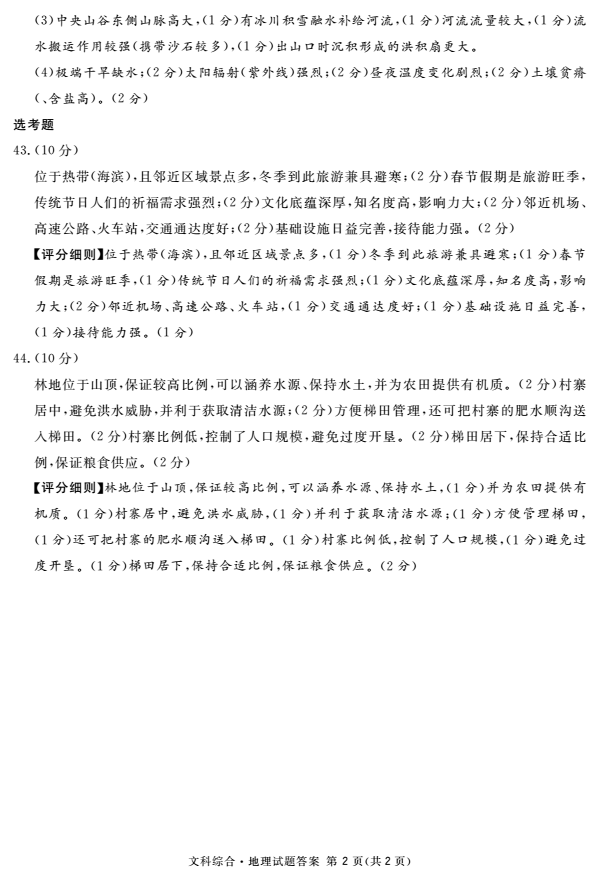 (3)中央山谷东侧山脉高大,(1分)有冰川积雪融水补给河流,(1分)河流流量较大,(1分)流
水搬运作用较强(携带沙石较多),(1分)出山口时沉积形成的洪积扇更大。
(4)极端干旱缺水;(2分)太阳辐射(紫外线)强烈;(2分)昼夜温度变化剧烈;(2分)土壤贫瘠
(、含盐高)。(2分)
选考题
43.(10分)
位于热带(海滨),且邻近区域景点多,冬季到此旅游兼具避寒;(2分)春节假期是旅游旺季,
传统节日人们的祈福需求强烈;(2分)文化底蕴深厚,知名度高,影响力大;(2分)邻近机场、
高速公路、火车站,交通通达度好;(2分)基础设施日益完善,接待能力强。(2分)
【评分细则】位于热带(海滨),且邻近区域景点多,(1分)冬季到此旅游兼具避寒;(1分)春节
假期是旅游旺季,(1分)传统节日人们的祈福需求强烈;(1分)文化底蕴深厚,知名度高,影响
力大;(2分)邻近机场、高速公路、火车站,(1分)交通通达度好;(1分)基础设施日益完善,
(1分)接待能力强。(1分)
44.(10分)
林地位于山顶,保证较高比例,可以涵养水源、保持水土,并为农田提供有机质。(2分)村寨
居中,避免洪水威胁,并利于获取清洁水源;(2分)方便梯田管理,还可把村寨的肥水顺沟送
入梯田。(2分)村寨比例低,控制了人口规模,避免过度开垦。(2分)梯田居下,保持合适比
例,保证粮食供应。(2分)
【评分细则】林地位于山顶,保证较高比例,可以涵养水源、保持水土,(1分)并为农田提供有
机质。(1分)村寨居中,避免洪水威胁,(1分)并利于获取清洁水源;(1分)方便管理梯田,
(1分)还可把村寨的肥水顺沟送入梯田。(1分)村寨比例低,控制了人口规模,(1分)避免过
度开垦。(1分)梯田居下,保持合适比例,保证粮食供应。(2分)
文科综合·地理试题答案 第2页(共2页)